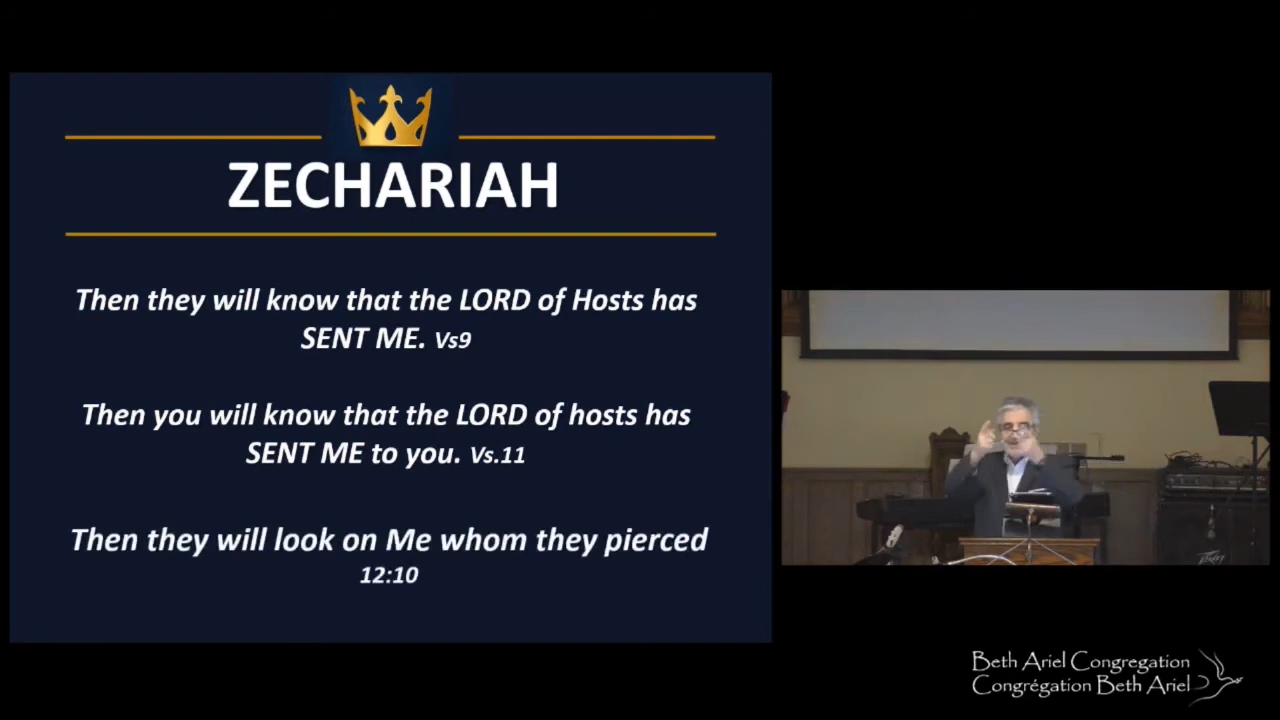 ZECHARIAH
Then they will know that the LORD of Hosts has
SENT ME. Vs9
Then you will know that the LORD of hosts has
SENT ME to you. Vs.11
Then they will look on Me whom they pierced
12:10
Beth Ariel Congregation
Congrégation Beth Ariel